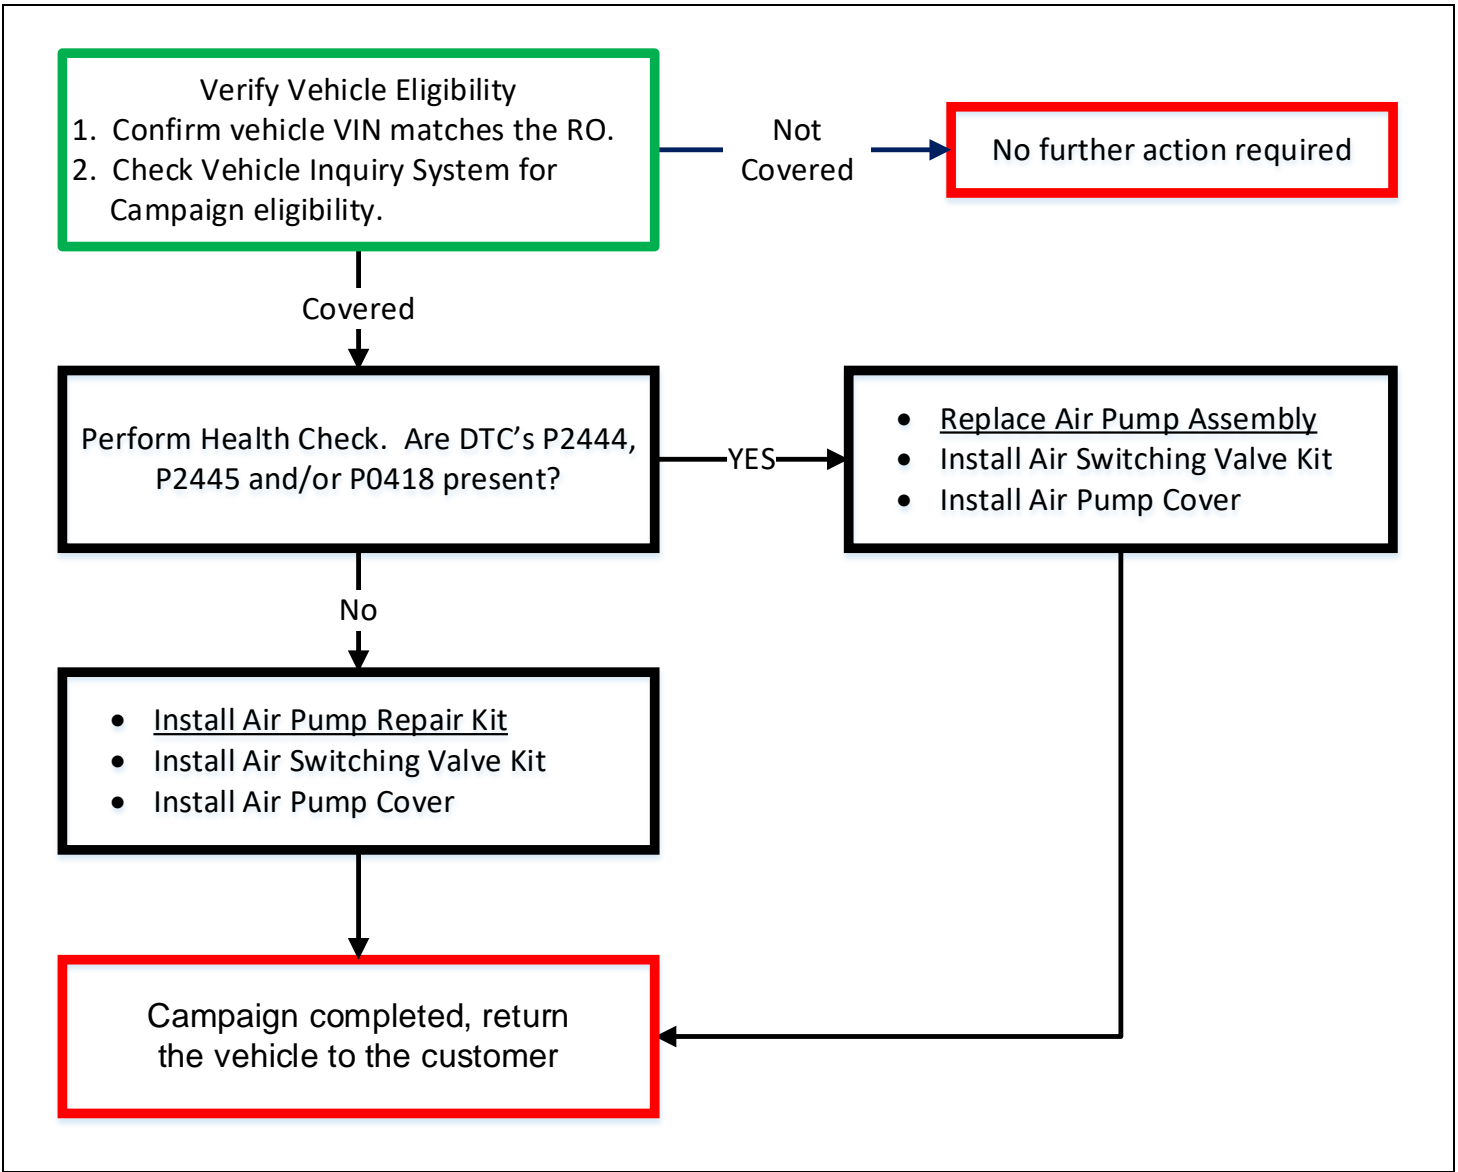 Verify Vehicle Eligibility
1. Confirm vehicle VIN matches the RO.
2. Check Vehicle Inquiry System for
Campaign eligibility.
Not
Covered
No further action required
Covered
Perform Health Check. Are DTC’s P2444,
P2445 and/or P0418 present?
YES
• Replace Air Pump Assembly
• Install Air Switching Valve Kit
• Install Air Pump Cover
No
• Install Air Pump Repair Kit
• Install Air Switching Valve Kit
• Install Air Pump Cover
Campaign completed, return
the vehicle to the customer